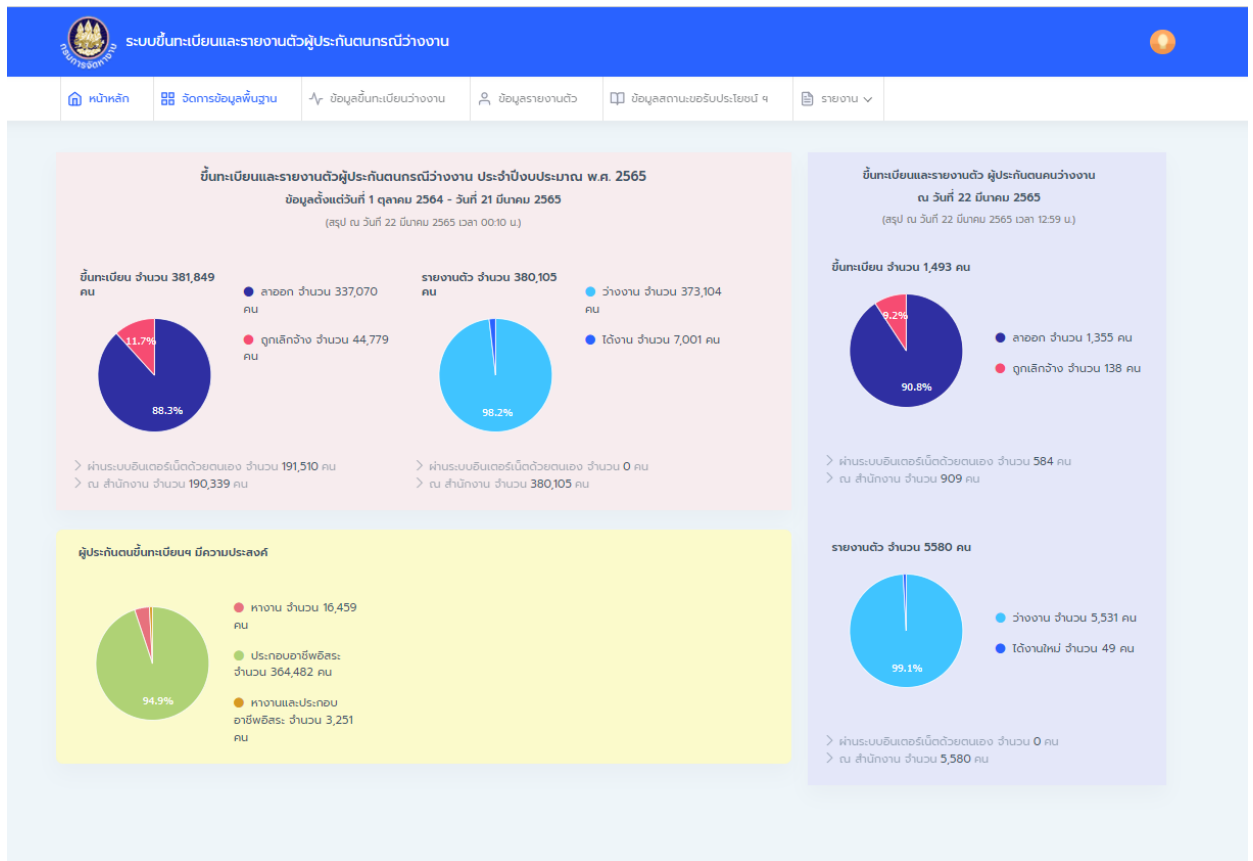 กรมการจัดหางาน
ระบบขึ้นทะเบียนและรายงานตัวผู้ประกันตนกรณีว่างงาน
หน้าหลัก
จัดการข้อมูลพื้นฐาน
ข้อมูลขึ้นทะเบียนว่างงาน
ข้อมูลรายงานตัว
ข้อมูลสถานะขอรับประโยชน์ ฯ
รายงาน
ขึ้นทะเบียนและรายงานตัวผู้ประกันตนกรณีว่างงาน ประจำปีงบประมาณ พ.ศ. 2565
ข้อมูลตั้งแต่วันที่ 1 ตุลาคม 2564 - วันที่ 21 มีนาคม 2565
(สรุป ณ วันที่ 22 มีนาคม 2565 เวลา 00:10 น.)
ขึ้นทะเบียน จำนวน 381,849
คน
ลาออก จำนวน 337,070
คน
ถูกเลิกจ้าง จำนวน 44,779
คน
11.7%
88.3%
> ผ่านระบบอินเตอร์เน็ตด้วยตนเอง จำนวน 191,510 คน
> ณ สำนักงาน จำนวน 190,339 คน
รายงานตัว จำนวน 380,105
คน
ว่างงาน จำนวน 373,104
คน
ได้งาน จำนวน 7,001 คน
98.2%
> ผ่านระบบอินเตอร์เน็ตด้วยตนเอง จำนวน 0 คน
> ณ สำนักงาน จำนวน 380,105 คน
ผู้ประกันตนขึ้นทะเบียนฯ มีความประสงค์
หางาน จำนวน 16,459
คน
ประกอบอาชีพอิสระ
จำนวน 364,482 คน
หางานและประกอบ
อาชีพอิสระ จำนวน 3,251
คน
94.9%
ขึ้นทะเบียนและรายงานตัว ผู้ประกันตนคนว่างงาน
ณ วันที่ 22 มีนาคม 2565
(สรุป ณ วันที่ 22 มีนาคม 2565 เวลา 12:59 น.)
ขึ้นทะเบียน จำนวน 1,493 คน
9.2%
90.8%
ลาออก จำนวน 1,355 คน
ถูกเลิกจ้าง จำนวน 138 คน
> ผ่านระบบอินเตอร์เน็ตด้วยตนเอง จำนวน 584 คน
> ณ สำนักงาน จำนวน 909 คน
รายงานตัว จำนวน 5580 คน
99.1%
ว่างงาน จำนวน 5,531 คน
ได้งานใหม่ จำนวน 49 คน
> ผ่านระบบอินเตอร์เน็ตด้วยตนเอง จำนวน 0 คน
> ณ สำนักงาน จำนวน 5,580 คน